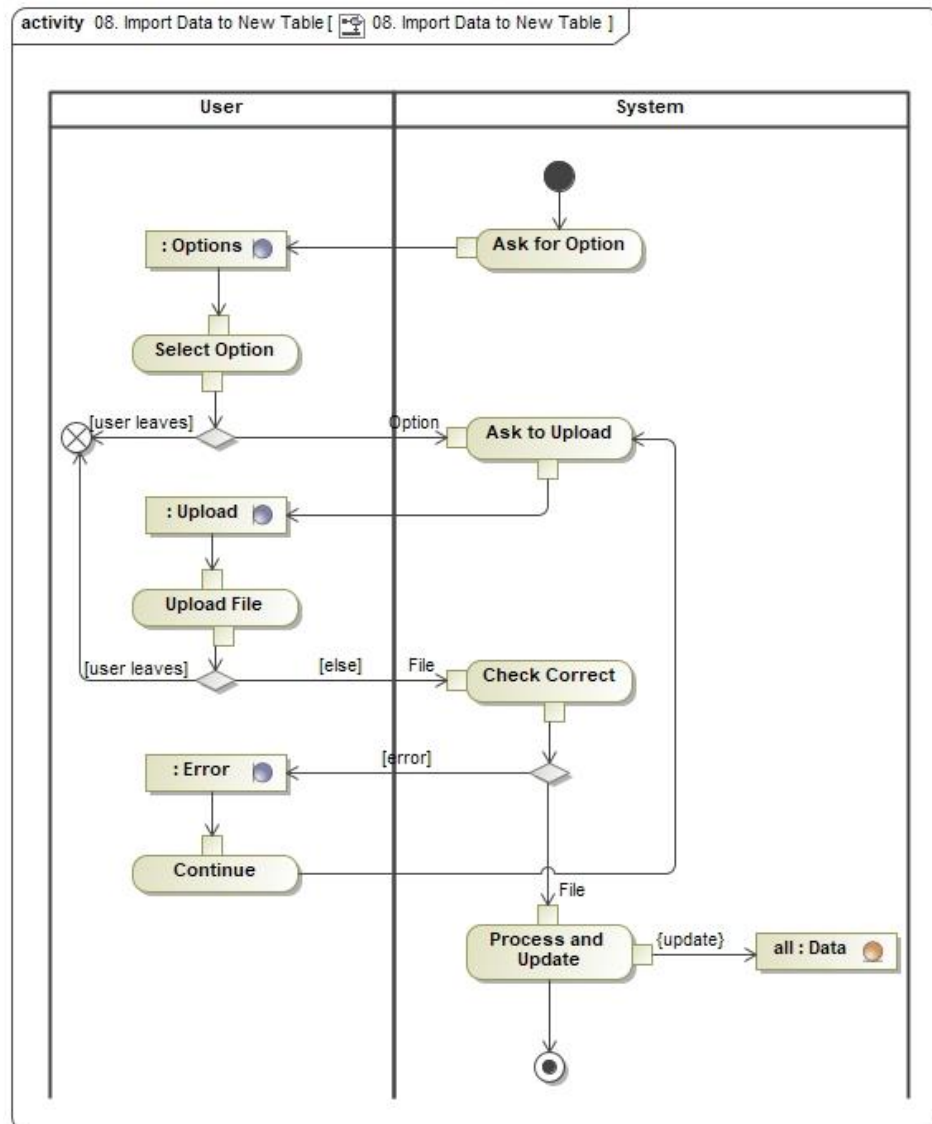 activity 08. Import Data to New Table [ 08. Import Data to New Table ]
User
System
Ask for Option
: Options
Select Option
[user leaves]
Option
Ask to Upload
: Upload
Upload File
[user leaves]
[else]
File
Check Correct
[error]
: Error
Continue
File
Process and
Update
{update}
all : Data